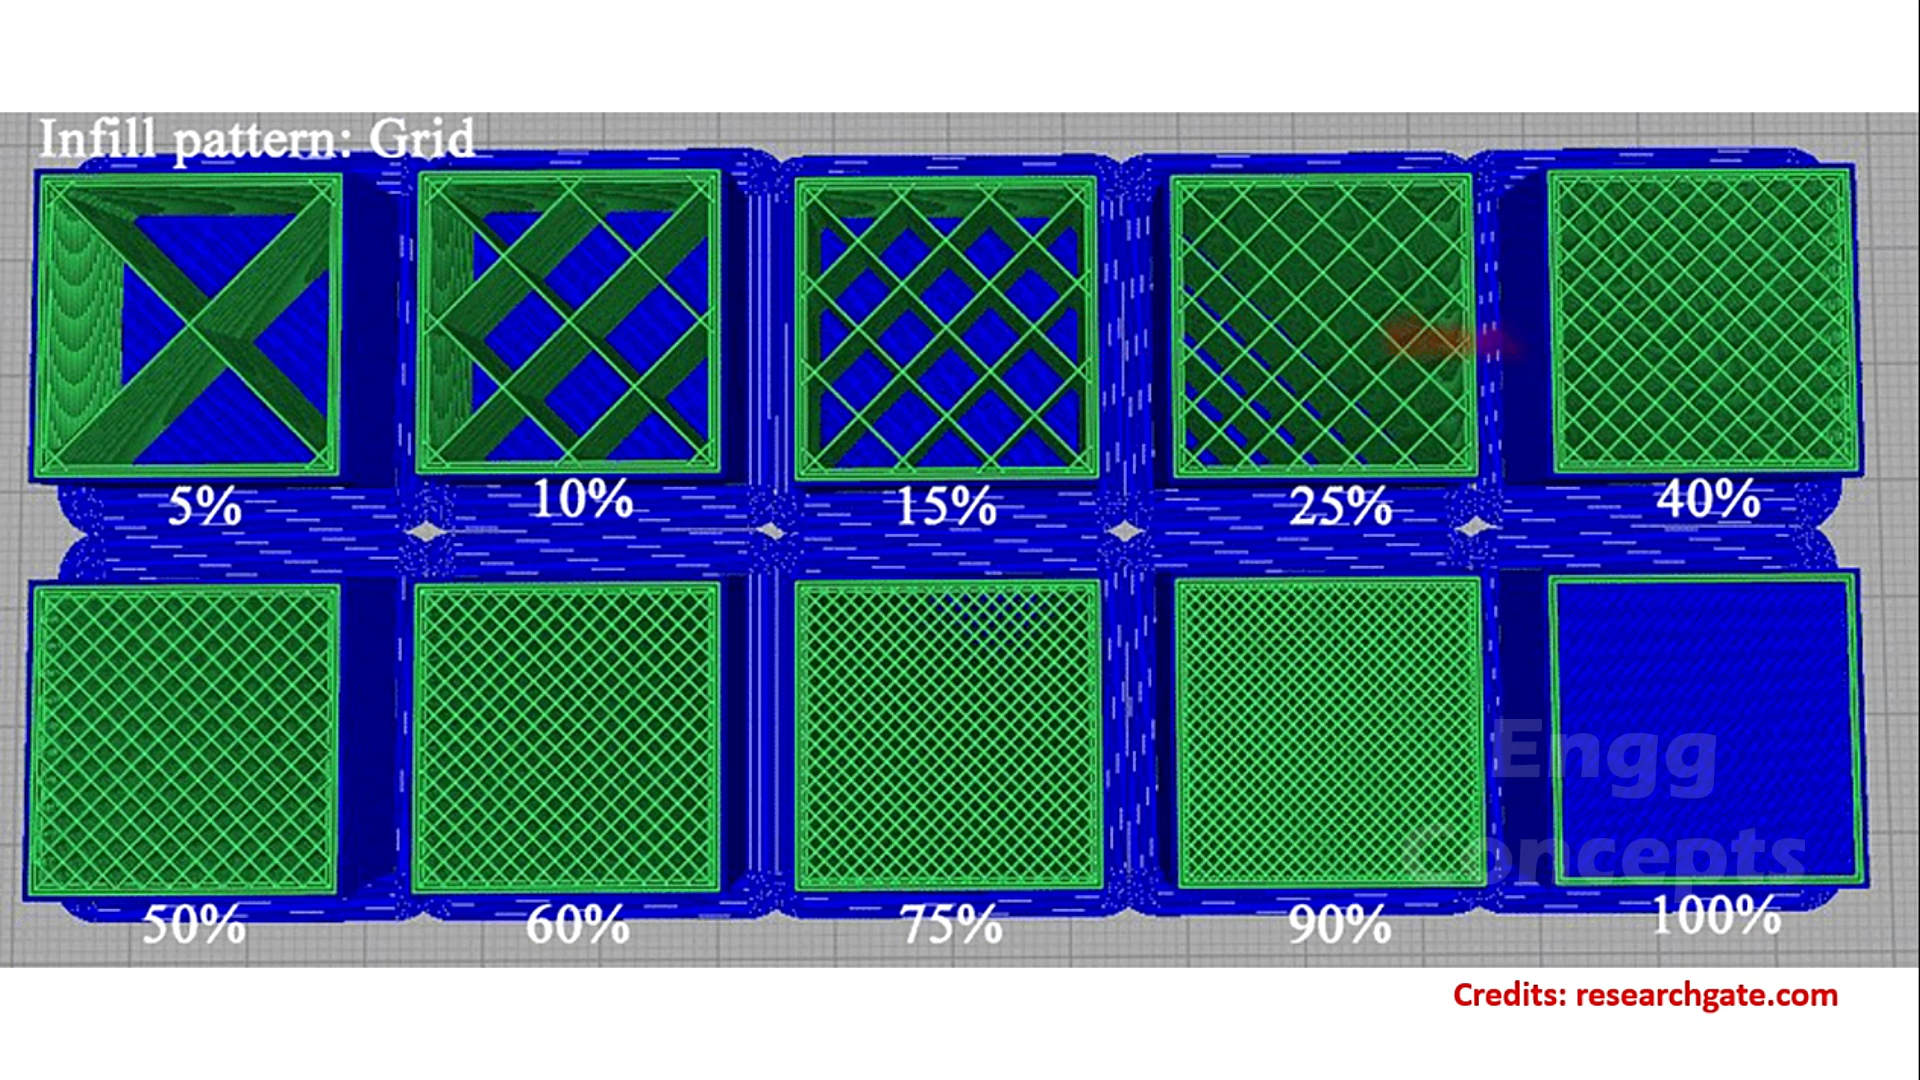 Infill pattern: Grid
5%
10%
15%
25%
40%
50%
60%
75%
90%
100%
Engg
Concepts
Credits: researchgate.com